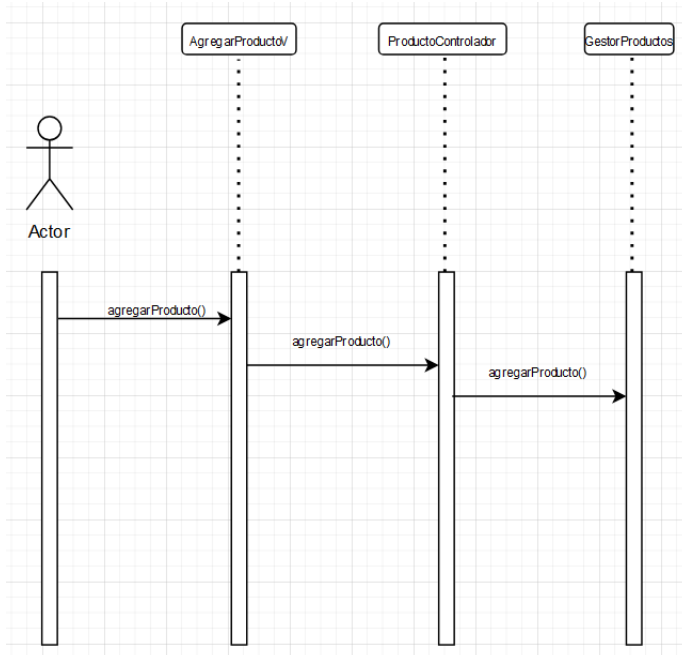 AgregarProductoV
ProductoControlador
GestorProductos
Actor
agregarProducto()
agregarProducto()
agregarProducto()